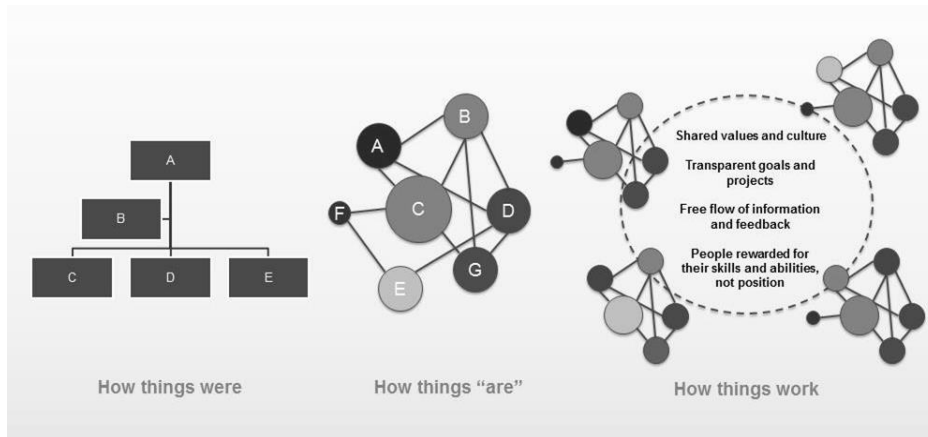 A
B
C
D
E
How things were
A
B
C
D
F
G
E
How things “are”
Shared values and culture
Transparent goals and
projects
Free flow of information
and feedback
People rewarded for
their skills and abilities,
not position
How things work